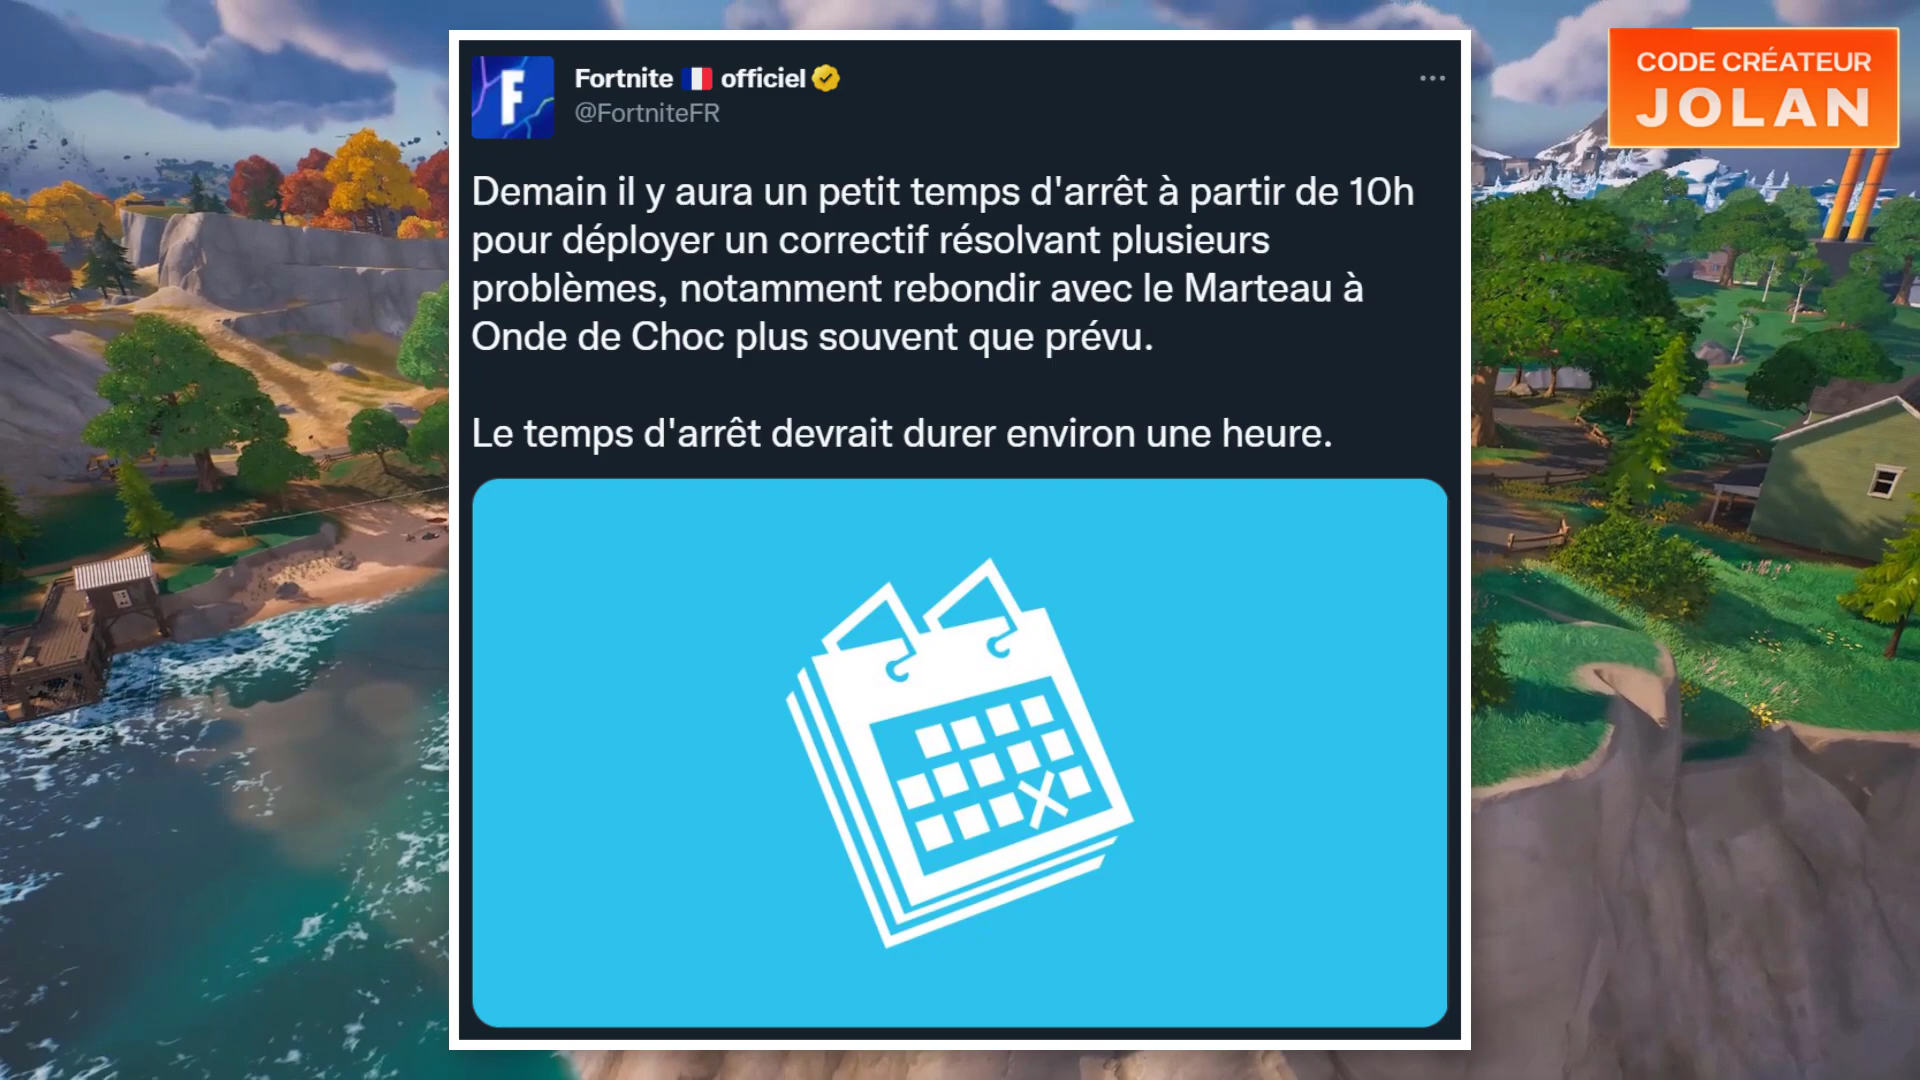 Fortnite 🇫🇷 officiel
@FortniteFR
CODE CRÉATEUR
JOLAN
Demain il y aura un petit temps d'arrêt à partir de 10h
pour déployer un correctif résolvant plusieurs
problèmes, notamment rebondir avec le Marteau à
Onde de Choc plus souvent que prévu.
Le temps d'arrêt devrait durer environ une heure.